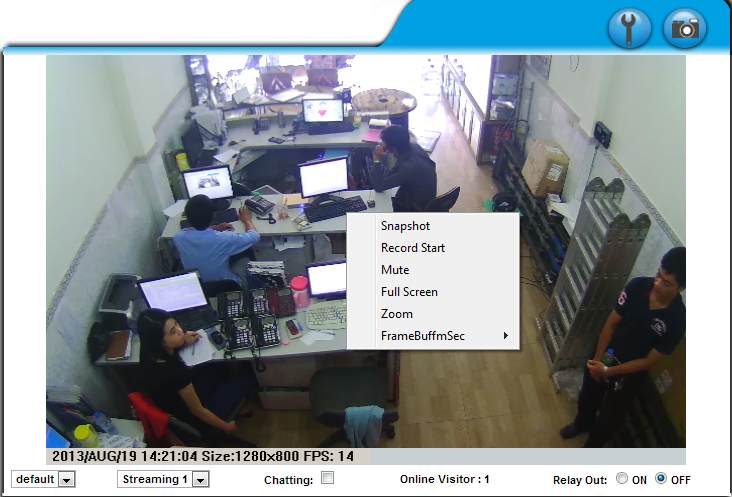 Snapshot
Record Start
Mute
Full Screen
Zoom
FrameBuffmSec
2013/AUG/19 14:21:04 Size:1280x800 FPS: 14
default Streaming 1 Chatting: Online Visitor : 1 Relay Out: ON OFF